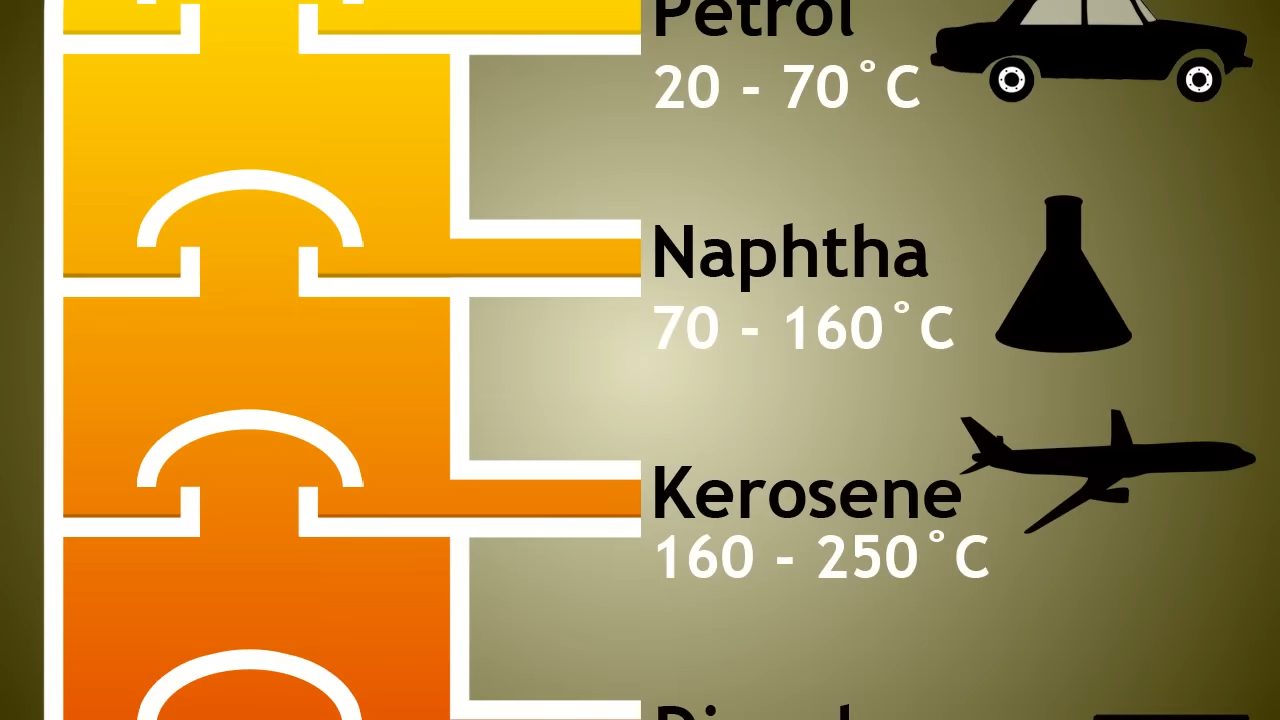 Petrol
20 - 70°C
Naphtha
70 - 160°C
Kerosene
160 - 250°C